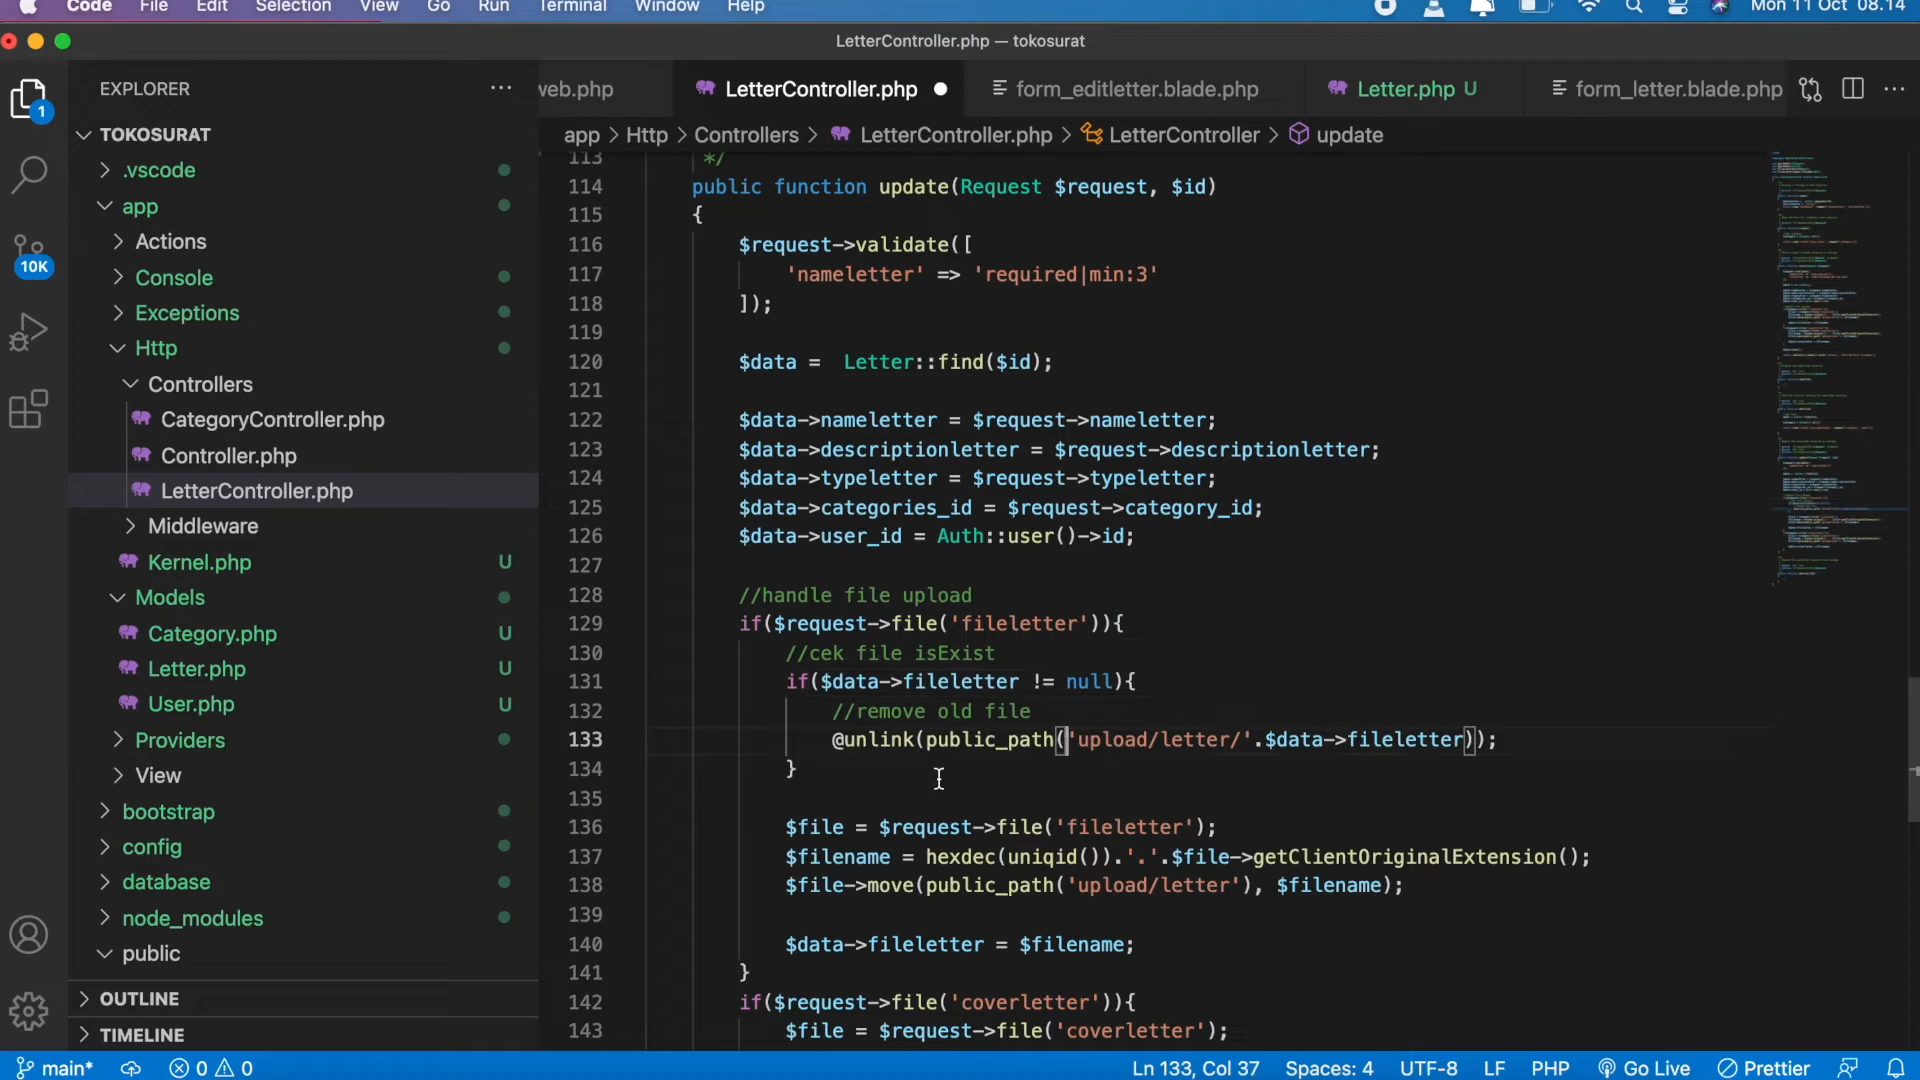 Code File Edit Selection View Go Run Terminal Window Help Mon 11 Oct 08.14
LetterController.php — tokosurat
EXPLORER
web.php LetterController.php form_editletter.blade.php Letter.php U form_letter.blade.php
1
TOKOSURAT
app > Http > Controllers > LetterController.php > LetterController > update
.vscode
app
Actions
10K
Console
Exceptions
Http
Controllers
CategoryController.php
Controller.php
LetterController.php
Middleware
Kernel.php U
Models
Category.php U
Letter.php U
User.php U
Providers
View
bootstrap
config
database
node_modules
public
OUTLINE
TIMELINE
113 */
114 public function update(Request $request, $id)
115 {
116 $request->validate([
117 'nameletter' => 'required|min:3'
118 ]);
119
120 $data =  Letter::find($id);
121
122 $data->nameletter = $request->nameletter;
123 $data->descriptionletter = $request->descriptionletter;
124 $data->typeletter = $request->typeletter;
125 $data->categories_id = $request->category_id;
126 $data->user_id = Auth::user()->id;
127
128 //handle file upload
129 if($request->file('fileletter')){
130 //cek file isExist
131 if($data->fileletter != null){
132 //remove old file
133 @unlink(public_path('upload/letter/'.$data->fileletter));
134 }
135
136 $file = $request->file('fileletter');
137 $filename = hexdec(uniqid()).'.'.$file->getClientOriginalExtension();
138 $file->move(public_path('upload/letter'), $filename);
139
140 $data->fileletter = $filename;
141 }
142 if($request->file('coverletter')){
143 $file = $request->file('coverletter');
main* 0 0 Ln 133, Col 37 Spaces: 4 UTF-8 LF PHP Go Live Prettier